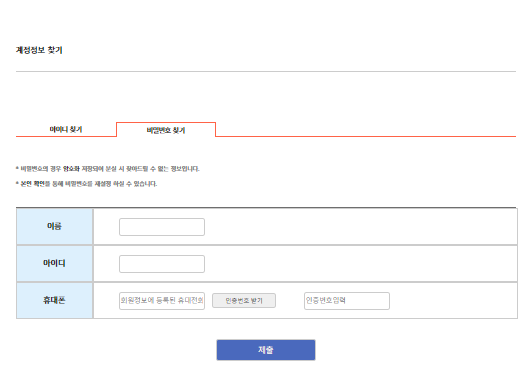 계정정보 찾기
아이디 찾기
비밀번호 찾기
* 비밀번호의 경우 암호화 저장되어 분실 시 찾아드릴 수 없는 정보입니다.
* 본인 확인을 통해 비밀번호를 재설정 하실 수 있습니다.
이름
아이디
휴대폰 회원정보에 등록된 휴대전화 인증번호 받기 인증번호입력
제출